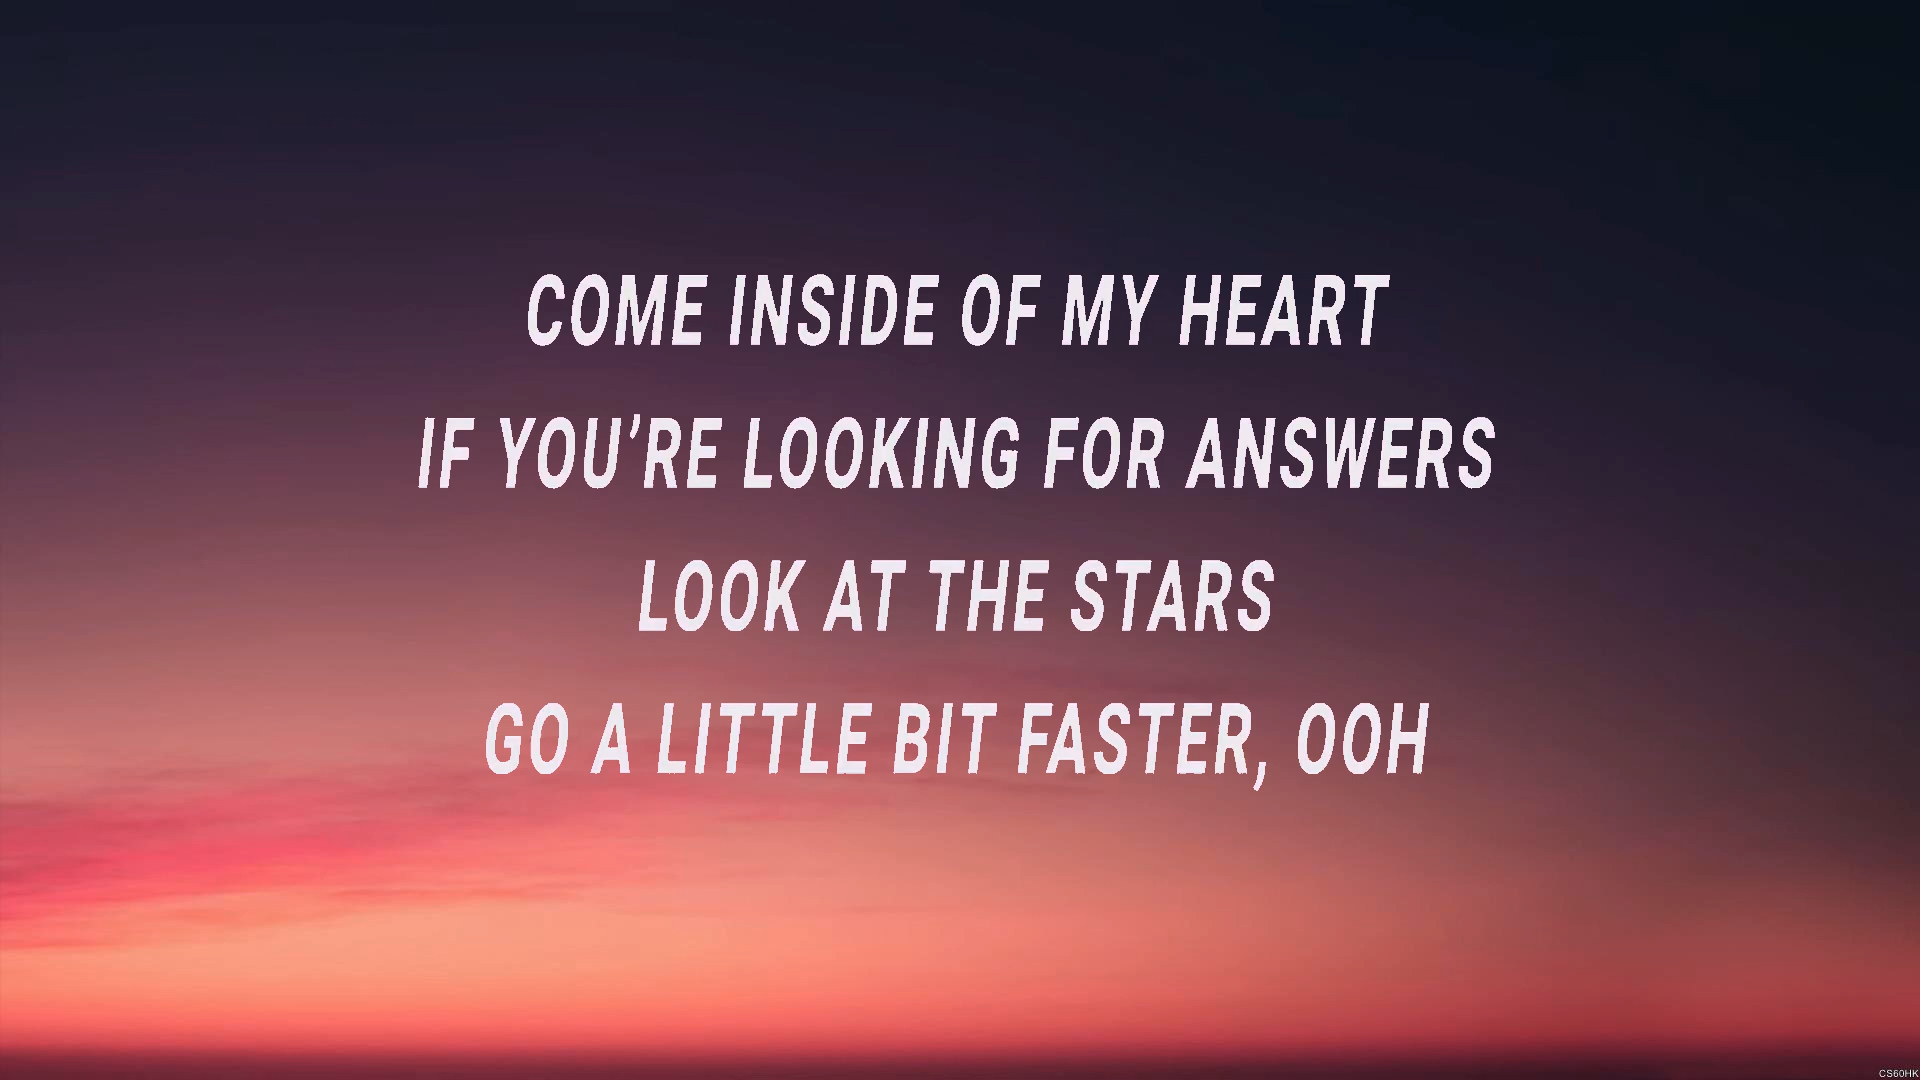 COME INSIDE OF MY HEART
IF YOU’RE LOOKING FOR ANSWERS
LOOK AT THE STARS
GO A LITTLE BIT FASTER, OOH
CS60HK